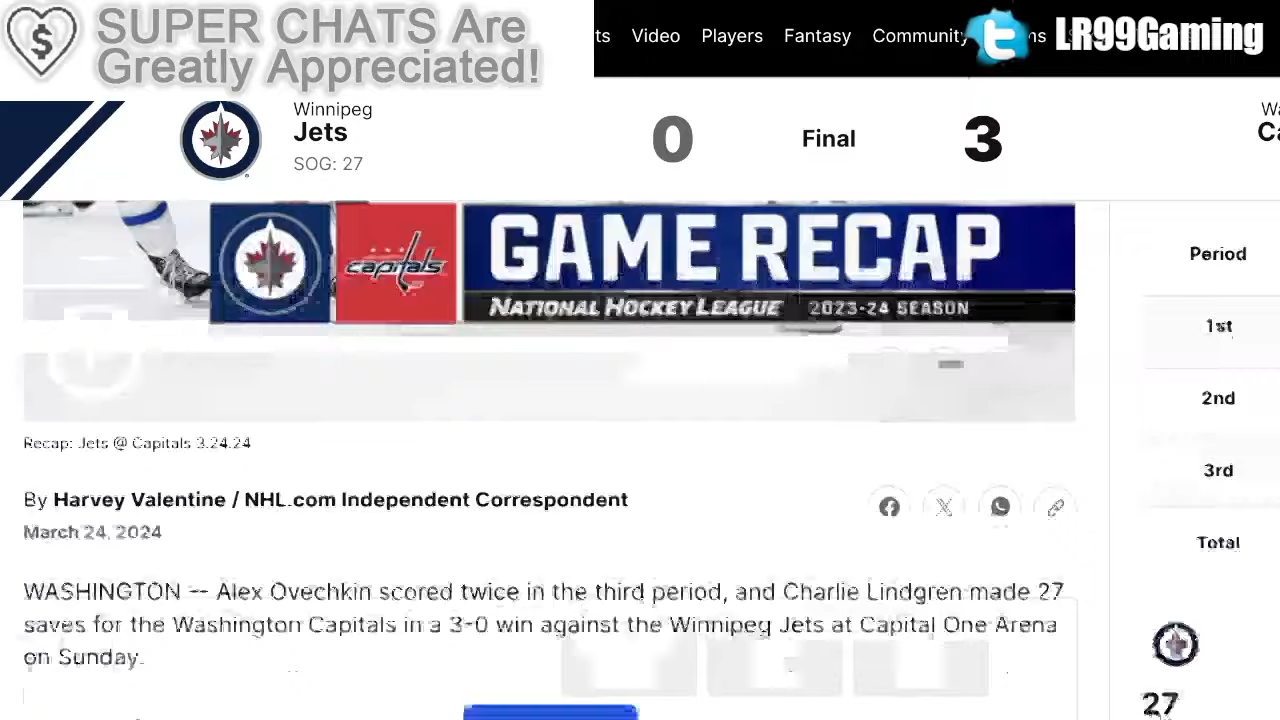 SUPER CHATS Are
Greatly Appreciated!
Video Players Fantasy Community
LR99Gaming
Winnipeg
Jets
SOG: 27
0 Final 3
capitals
GAME RECAP
NATIONAL HOCKEY LEAGUE 2023-24 SEASON
Period
1st
2nd
3rd
Total
27
Recap: Jets @ Capitals 3.24.24
By Harvey Valentine / NHL.com Independent Correspondent
March 24, 2024
WASHINGTON -- Alex Ovechkin scored twice in the third period, and Charlie Lindgren made 27
saves for the Washington Capitals in a 3-0 win against the Winnipeg Jets at Capital One Arena
on Sunday.